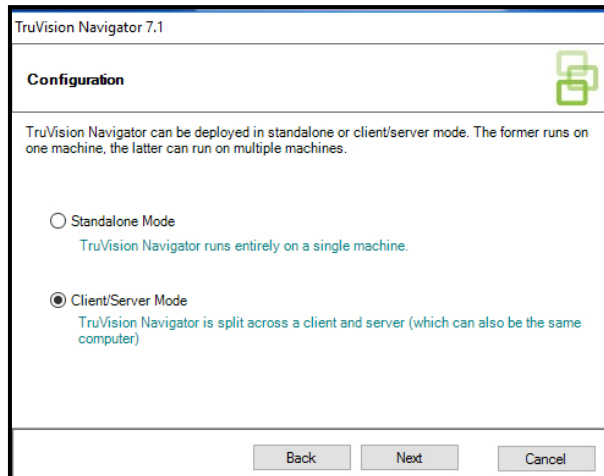 TruVision Navigator 7.1
Configuration
TruVision Navigator can be deployed in standalone or client/server mode. The former runs on
one machine, the latter can run on multiple machines.
Standalone Mode
TruVision Navigator runs entirely on a single machine.
Client/Server Mode
TruVision Navigator is split across a client and server (which can also be the same
computer)
Back Next Cancel